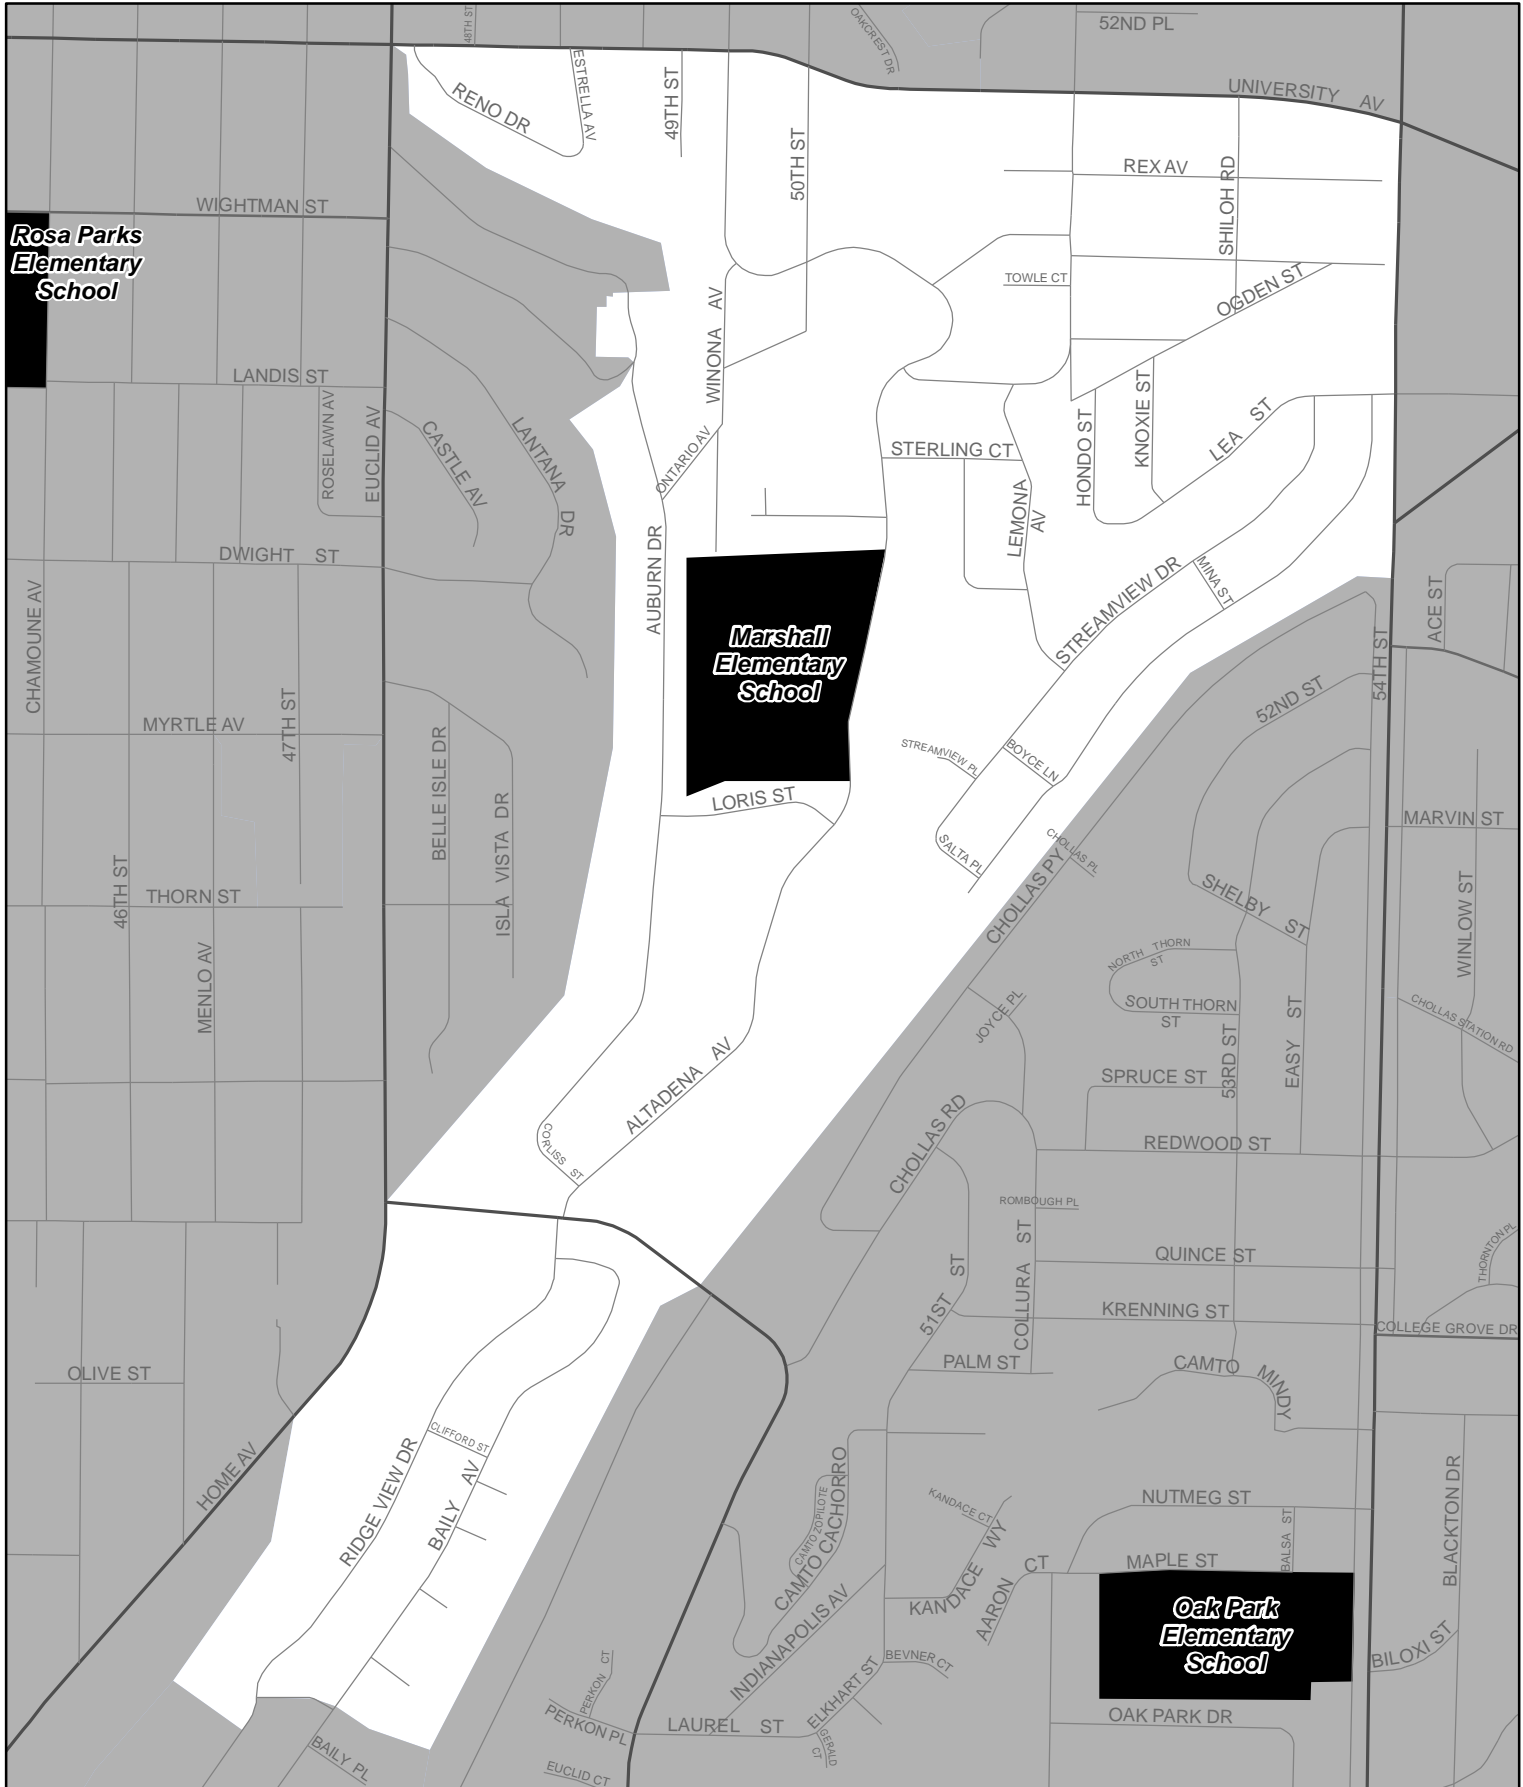 48TH ST
OAKCREST DR
52ND PL
UNIVERSITY AV
RENO DR
ESTRELLA AV
49TH ST
50TH ST
REX AV
SHILOH RD
WIGHTMAN ST
Rosa Parks
Elementary
School
TOWLE CT
OGDEN ST
WINONA AV
LANDIS ST
ROSELAWN AV
EUCLID AV
CASTLE AV
LANTANA DR
ONTARIO AV
STERLING CT
LEMONA AV
HONDO ST
KNOXIE ST
LEA ST
DWIGHT ST
AUBURN DR
CHAMOUNE AV
STREAMVIEW DR
MINA ST
ACE ST
54TH ST
Marshall
Elementary
School
52ND ST
MYRTLE AV
47TH ST
BELLE ISLE DR
ISLA VISTA DR
STREAMVIEW PL
BOYCE LN
LORIS ST
MARVIN ST
SALTA PL
CHOLLAS PL
CHOLLAS PY
46TH ST
THORN ST
SHELBY ST
WINLOW ST
MENLO AV
NORTH THORN
ST
SOUTH THORN
ST
JOYCE PL
53RD ST
EASY ST
CHOLLAS STATION RD
ALTADENA AV
SPRUCE ST
CORLISS ST
CHOLLAS RD
REDWOOD ST
ROMBOUGH PL
COLLURA ST
QUINCE ST
THORNTON PL
51ST ST
KRENNING ST
COLLEGE GROVE DR
PALM ST
CAMTO MINDY
OLIVE ST
CLIFFORD ST
HOME AV
RIDGE VIEW DR
BAILY AV
CAMTO ZOPILOTE
CAMTO CACHORRO
KANDACE CT
KANDACE WY
NUTMEG ST
BALSA ST
BLACKTON DR
AARON CT
MAPLE ST
INDIANAPOLIS AV
Oak Park
Elementary
School
BILOXI ST
BEVNER CT
ELKHART ST
PERKON CT
PERKON PL
LAUREL ST
GERALD CT
OAK PARK DR
BAILY PL
EUCLID CT